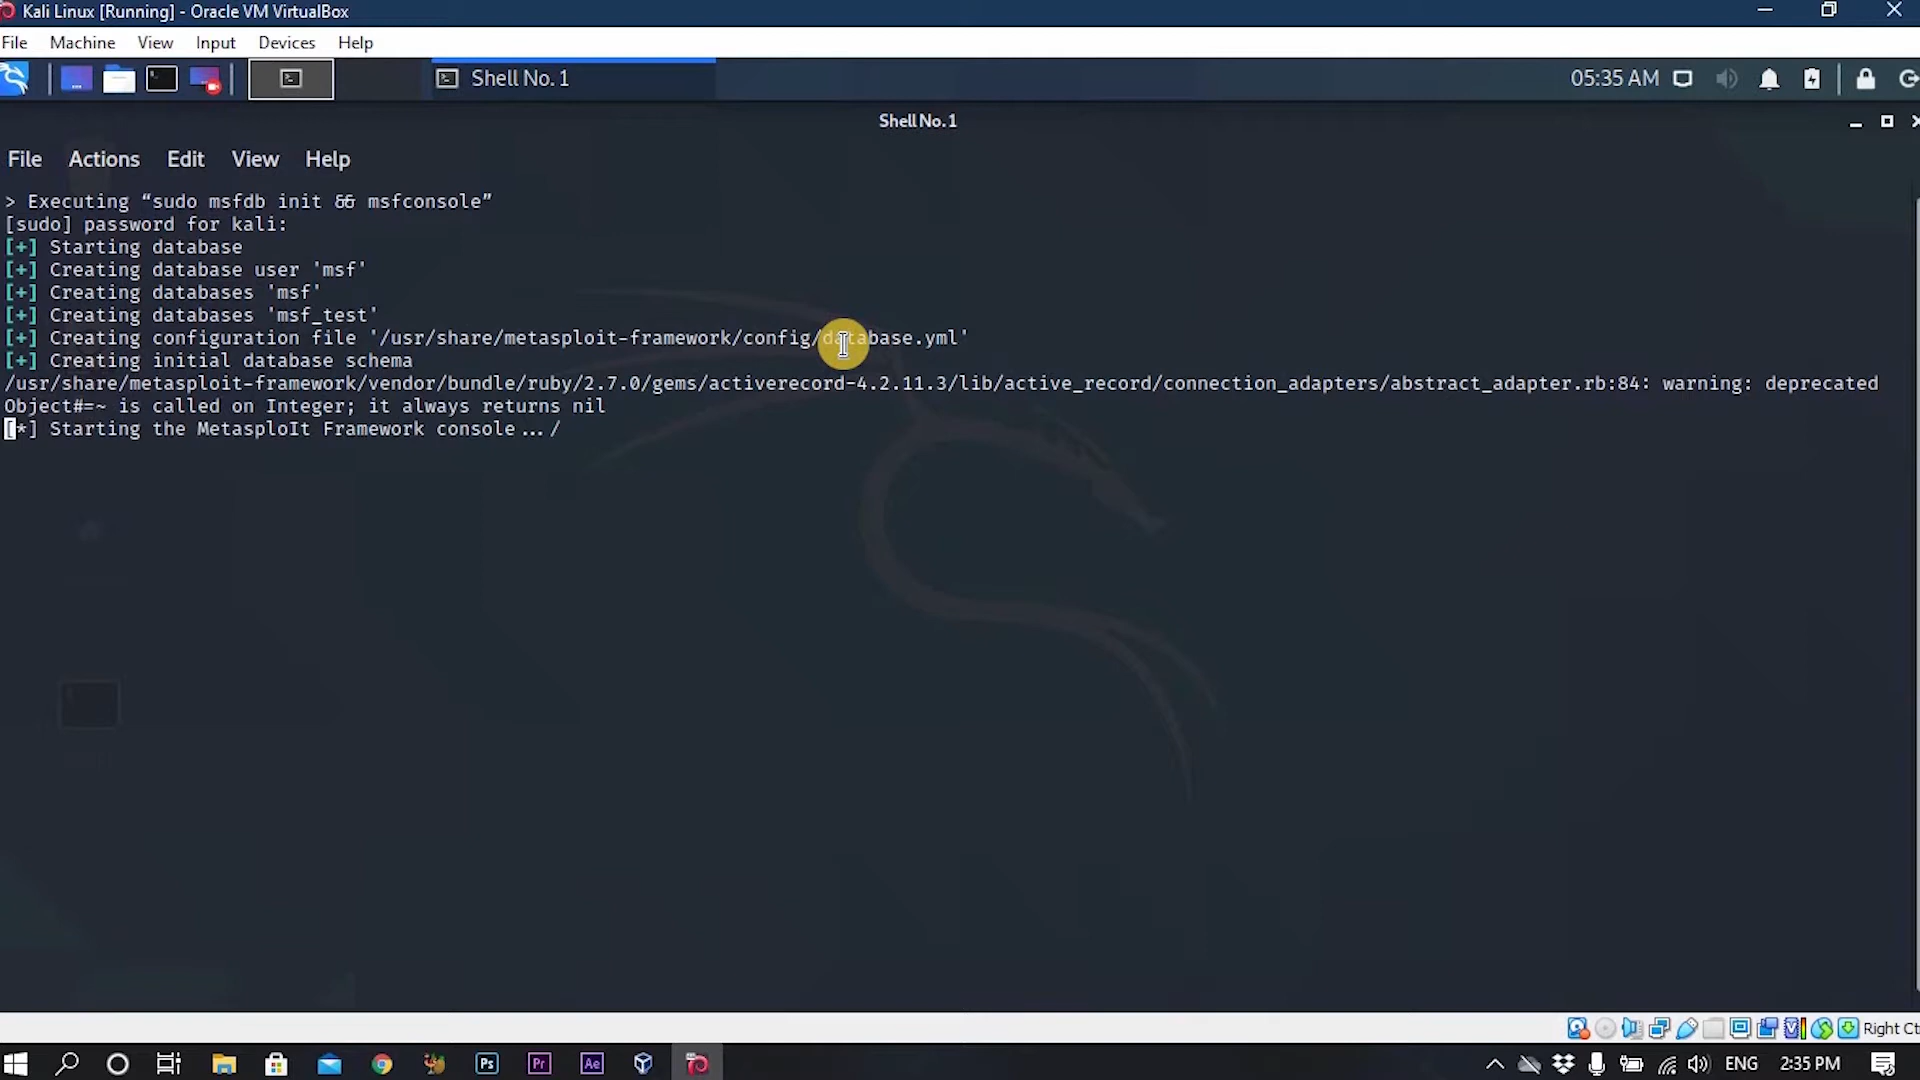 Kali Linux [Running] - Oracle VM VirtualBox
File Machine View Input Devices Help
Shell No. 1
05:35 AM
Shell No. 1
File Actions Edit View Help
> Executing “sudo msfdb init && msfconsole”
[sudo] password for kali:
[+] Starting database
[+] Creating database user 'msf'
[+] Creating databases 'msf'
[+] Creating databases 'msf_test'
[+] Creating configuration file '/usr/share/metasploit-framework/config/database.yml'
[+] Creating initial database schema
/usr/share/metasploit-framework/vendor/bundle/ruby/2.7.0/gems/activerecord-4.2.11.3/lib/active_record/connection_adapters/abstract_adapter.rb:84: warning: deprecated
Object#=~ is called on Integer; it always returns nil
[*] Starting the MetasploIt Framework console... /
Right Ct
Ps Pr Ae
ENG 2:35 PM